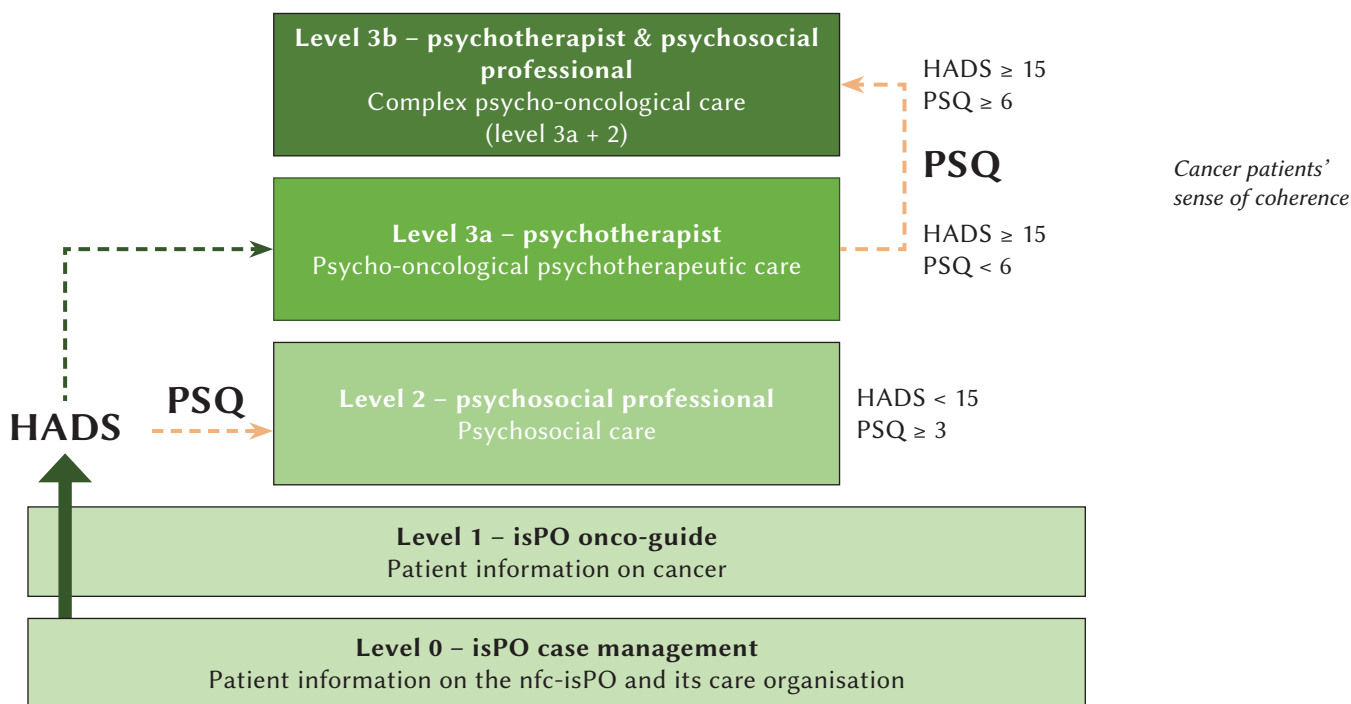 Level 3b – psychotherapist & psychosocial
professional
Complex psycho-oncological care
(level 3a + 2)
HADS ≥ 15
PSQ ≥ 6
PSQ
Cancer patients’
sense of coherence
Level 3a – psychotherapist
Psycho-oncological psychotherapeutic care
HADS ≥ 15
PSQ < 6
HADS
PSQ
Level 2 – psychosocial professional
Psychosocial care
HADS < 15
PSQ ≥ 3
Level 1 – isPO onco-guide
Patient information on cancer
Level 0 – isPO case management
Patient information on the nfc-isPO and its care organisation